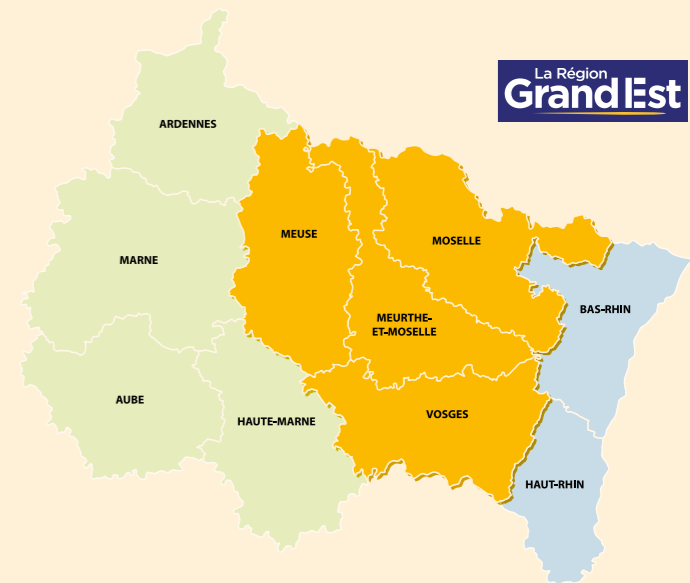 La Région
Grand Est
ARDENNES
MARNE
MEUSE
MOSELLE
MEURTHE-
ET-MOSELLE
BAS-RHIN
AUBE
HAUTE-MARNE
VOSGES
HAUT-RHIN